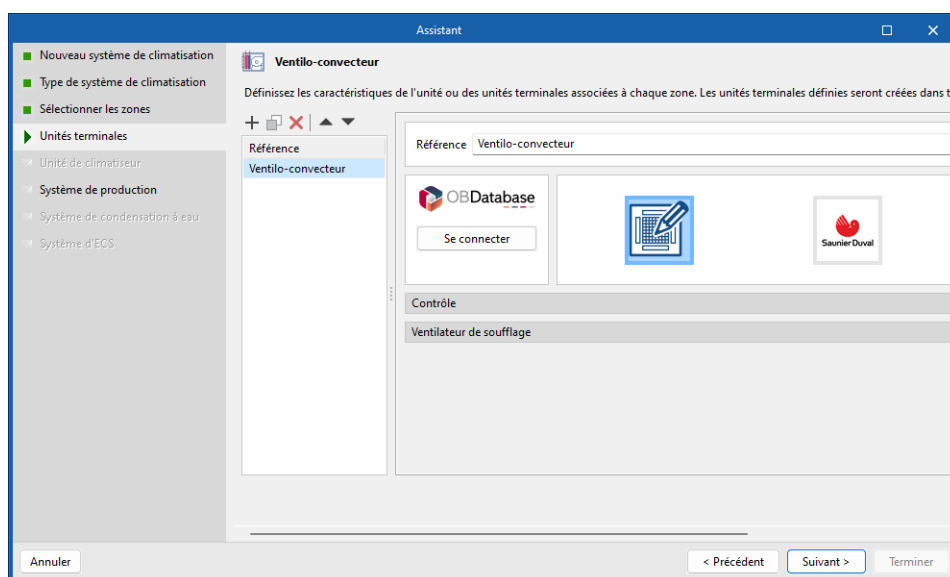 Assistant
Nouveau système de climatisation
Type de système de climatisation
Sélectionner les zones
Unités terminales
Unité de climatiseur
Système de production
Système de condensation à eau
Système d'ECS
Ventilo-convecteur
Définissez les caractéristiques de l'unité ou des unités terminales associées à chaque zone. Les unités terminales définies seront créées dans t
Référence
Ventilo-convecteur
Référence Ventilo-convecteur
OBDatabase
Se connecter
Saunier Duval
Contrôle
Ventilateur de soufflage
Annuler
< Précédent
Suivant >
Terminer